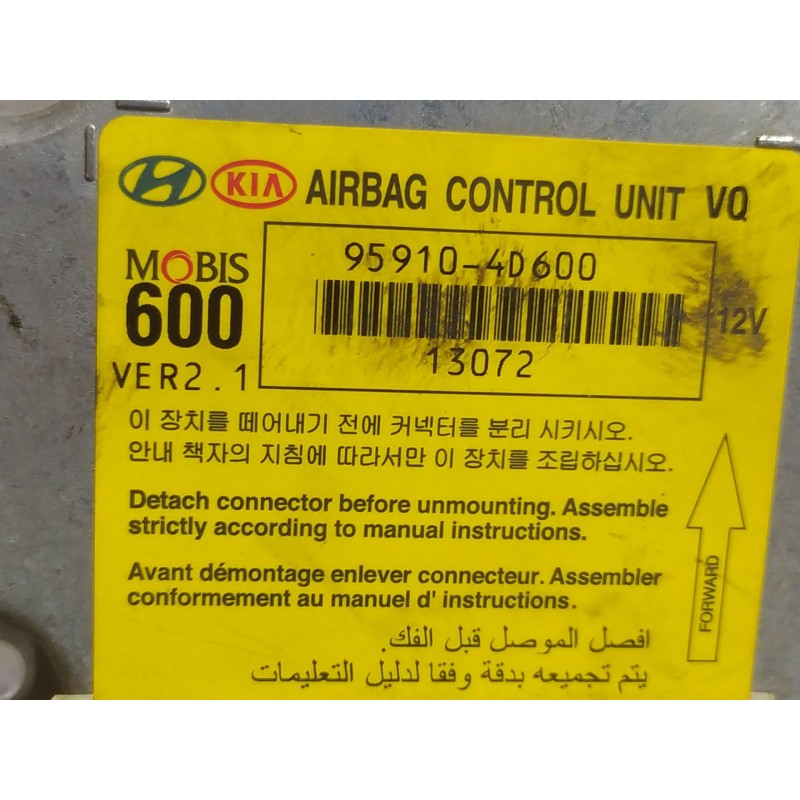 KIA AIRBAG CONTROL UNIT VQ
MOBIS
600
VER2.1
95910-4D600
13072
12V
이 장치를 떼어내기 전에 커넥터를 분리 시키시오.
안내 책자의 지침에 따라서만 이 장치를 조립하십시오.
Detach connector before unmounting. Assemble
strictly according to manual instructions.
Avant démontage enlever connecteur. Assembler
conformement au manuel d' instructions.
افصل الموصل قبل الفك.
يتم تجميعه بدقة وفقا لدليل التعليمات
FORWARD